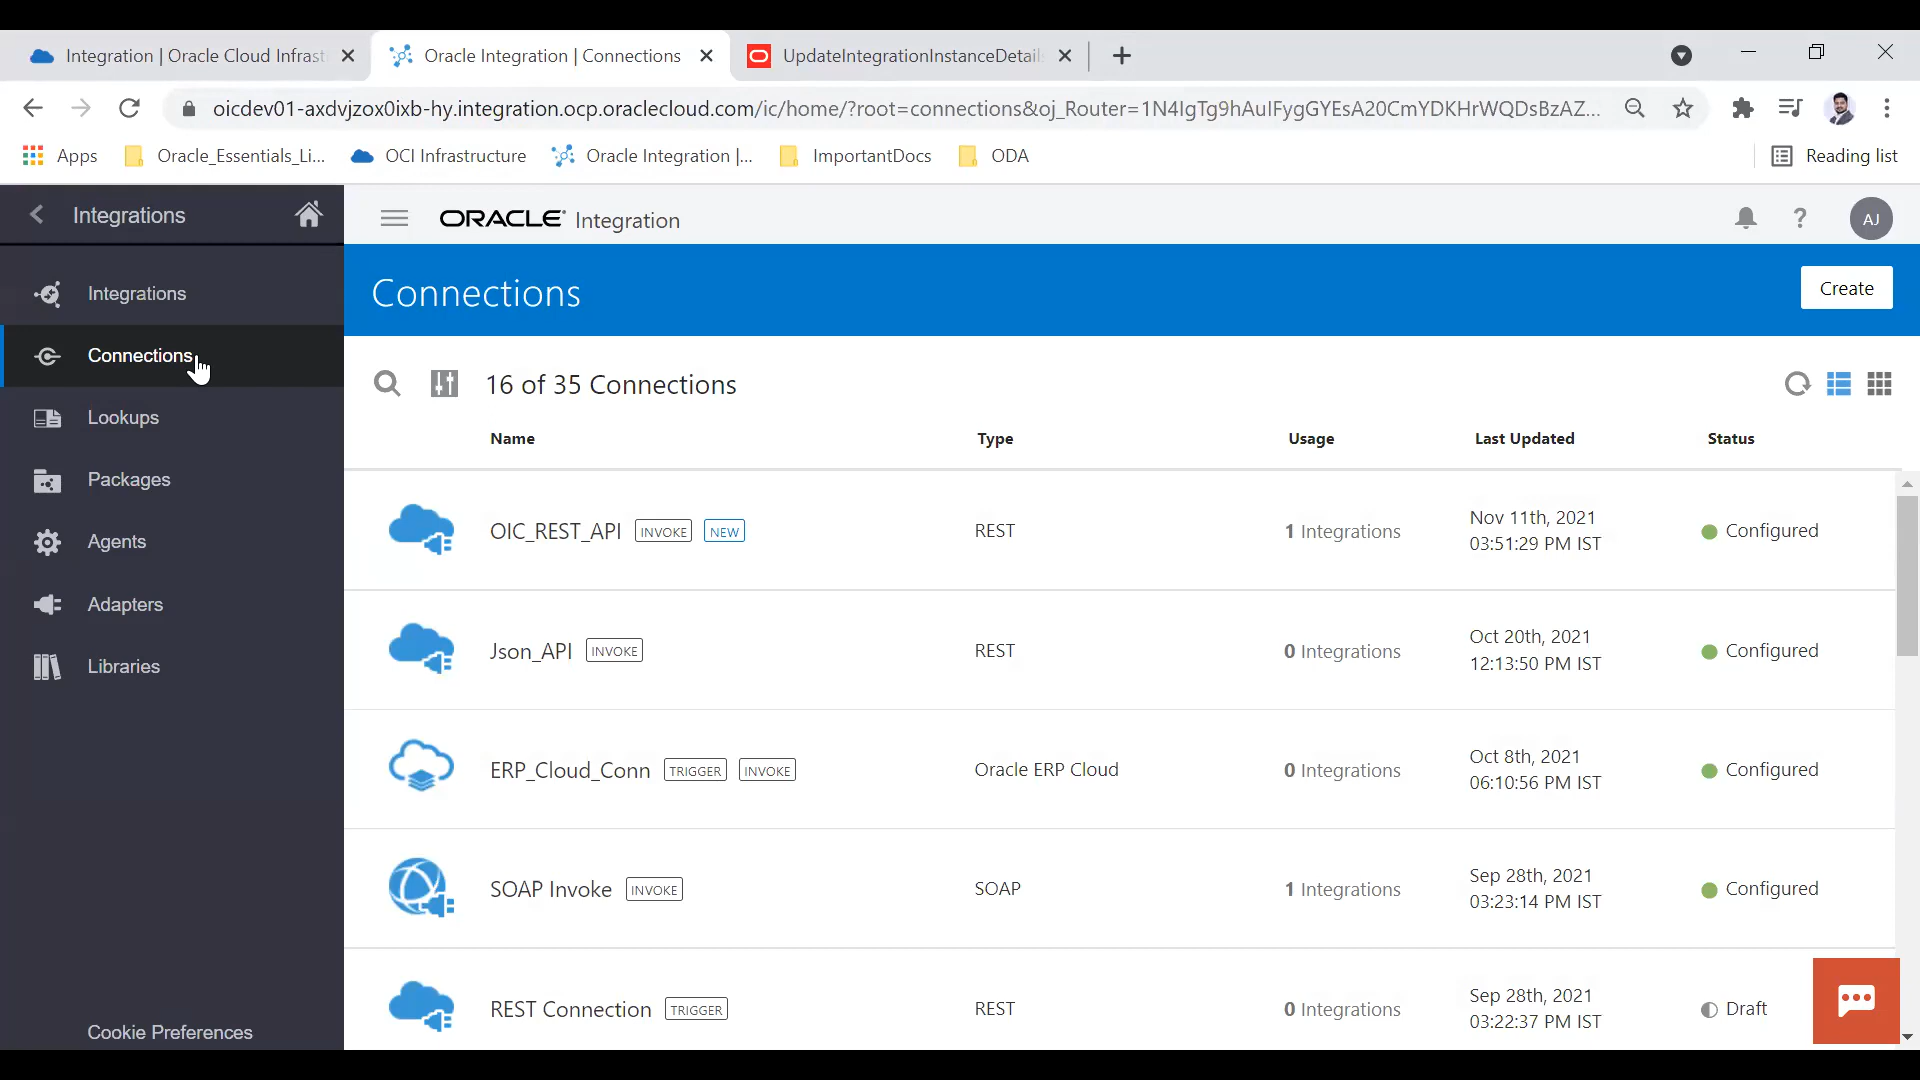 Integration | Oracle Cloud Infrast
Oracle Integration | Connections
UpdateIntegrationInstanceDetail
oicdev01-axdvjzox0ixb-hy.integration.ocp.oraclecloud.com/ic/home/?root=connections&oj_Router=1N4IgTg9hAulFygGYEsA20CmYDKHrWQDsBzAZ...
Apps
Oracle_Essentials_Li...
OCI Infrastructure
Oracle Integration |...
ImportantDocs
ODA
Reading list
Integrations
ORACLE Integration
?
AJ
Integrations
Connections
Lookups
Packages
Agents
Adapters
Libraries
Cookie Preferences
Connections
Create
16 of 35 Connections
Name Type Usage Last Updated Status
OIC_REST_API INVOKE NEW REST 1 Integrations Nov 11th, 2021 Configured
03:51:29 PM IST
Json_API INVOKE REST 0 Integrations Oct 20th, 2021 Configured
12:13:50 PM IST
ERP_Cloud_Conn TRIGGER INVOKE Oracle ERP Cloud 0 Integrations Oct 8th, 2021 Configured
06:10:56 PM IST
SOAP Invoke INVOKE SOAP 1 Integrations Sep 28th, 2021 Configured
03:23:14 PM IST
REST Connection TRIGGER REST 0 Integrations Sep 28th, 2021 Draft
03:22:37 PM IST